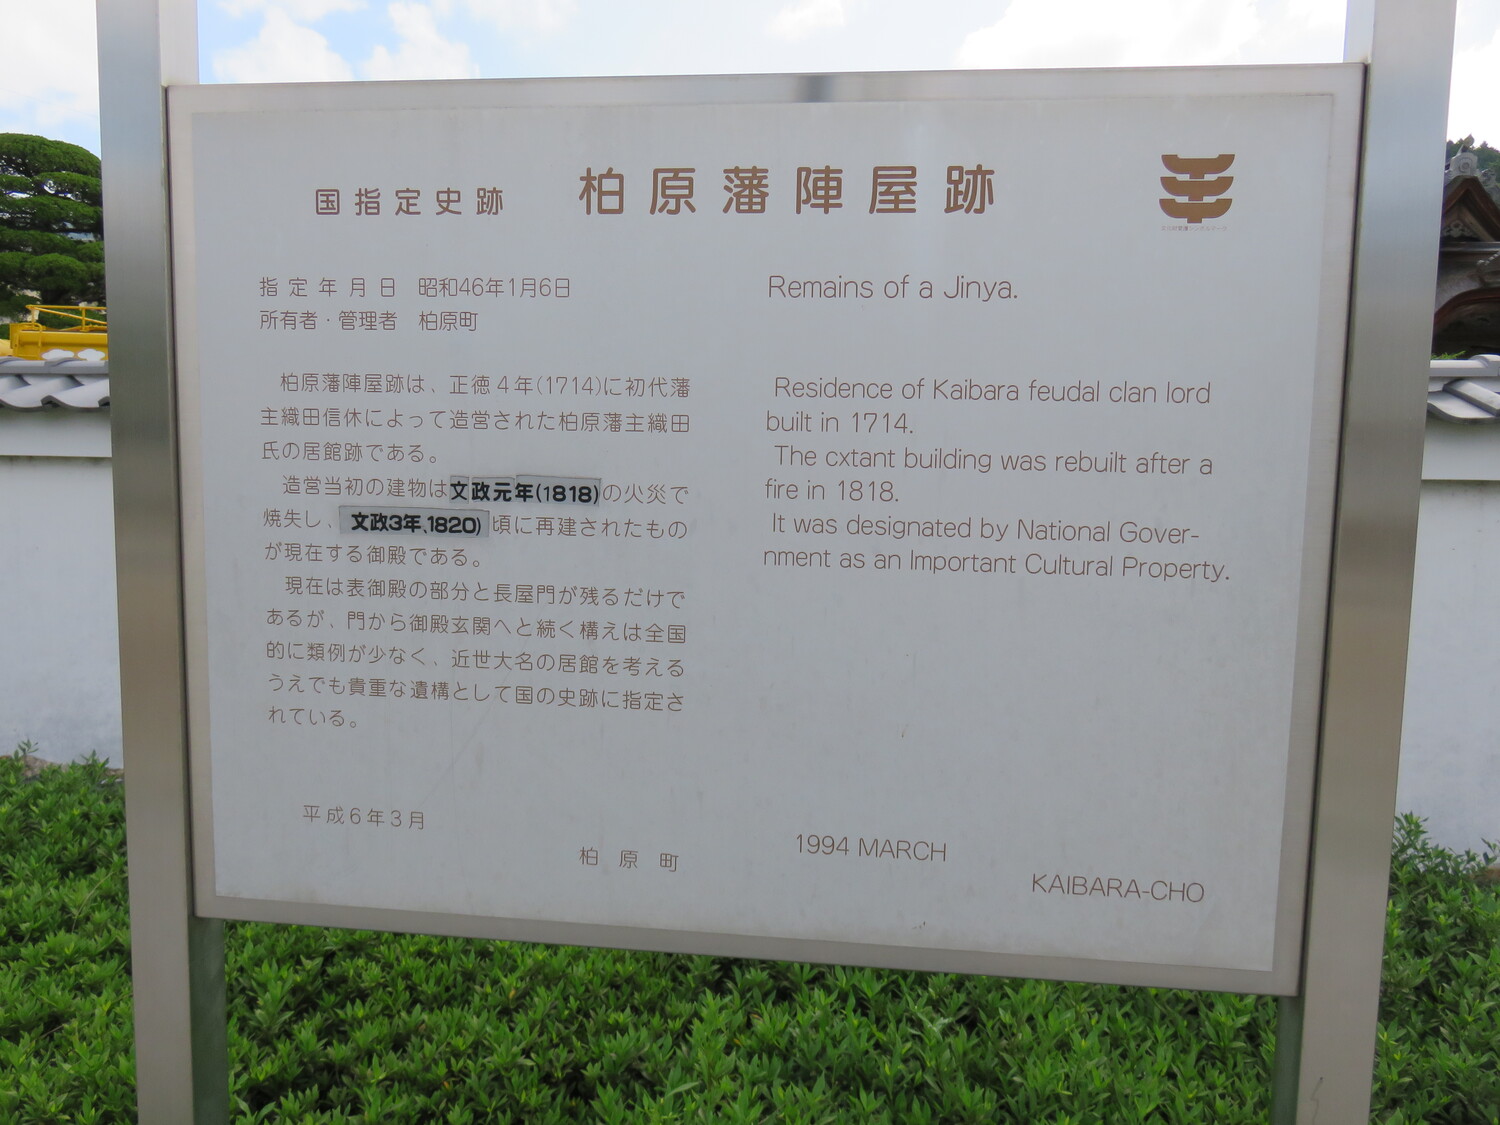 国指定史跡 柏原藩陣屋跡
指定年月日 昭和46年1月6日
所有者・管理者 柏原町
柏原藩陣屋跡は、正徳4年(1714)に初代藩
主織田信休によって造営された柏原藩主織田
氏の居館跡である。
造営当初の建物は文政元年(1818)の火災で
焼失し、文政3年、1820)頃に再建されたもの
が現在する御殿である。
現在は表御殿の部分と長屋門が残るだけで
あるが、門から御殿玄関へと続く構えは全国
的に類例が少なく、近世大名の居館を考える
うえでも貴重な遺構として国の史跡に指定さ
れている。
平成6年3月
柏原町
Remains of a Jinya.
Residence of Kaibara feudal clan lord
built in 1714.
The cxtant building was rebuilt after a
fire in 1818.
It was designated by National Gover-
nment as an Important Cultural Property.
1994 MARCH
KAIBARA-CHO